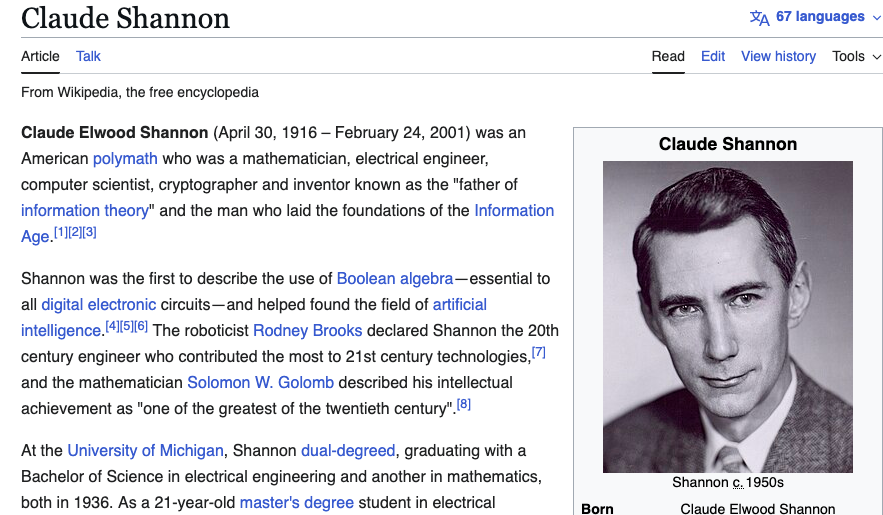 Claude Shannon
67 languages
Article Talk
Read Edit View history Tools
From Wikipedia, the free encyclopedia
Claude Elwood Shannon (April 30, 1916 – February 24, 2001) was an
American polymath who was a mathematician, electrical engineer,
computer scientist, cryptographer and inventor known as the "father of
information theory" and the man who laid the foundations of the Information
Age.[1][2][3]
Shannon was the first to describe the use of Boolean algebra—essential to
all digital electronic circuits—and helped found the field of artificial
intelligence.[4][5][6] The roboticist Rodney Brooks declared Shannon the 20th
century engineer who contributed the most to 21st century technologies,[7]
and the mathematician Solomon W. Golomb described his intellectual
achievement as "one of the greatest of the twentieth century".[8]
At the University of Michigan, Shannon dual-degreed, graduating with a
Bachelor of Science in electrical engineering and another in mathematics,
both in 1936. As a 21-year-old master's degree student in electrical
Claude Shannon
Shannon c. 1950s
Born Claude Elwood Shannon